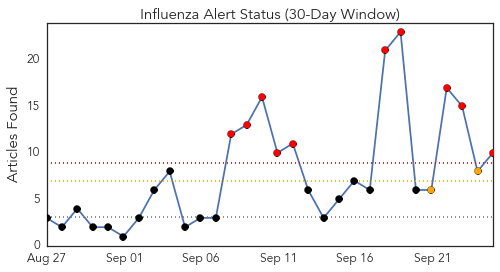 Influenza Alert Status (30-Day Window)
Articles Found
20
15
10
5
0
Aug 27 Sep 01 Sep 06 Sep 11 Sep 16 Sep 21